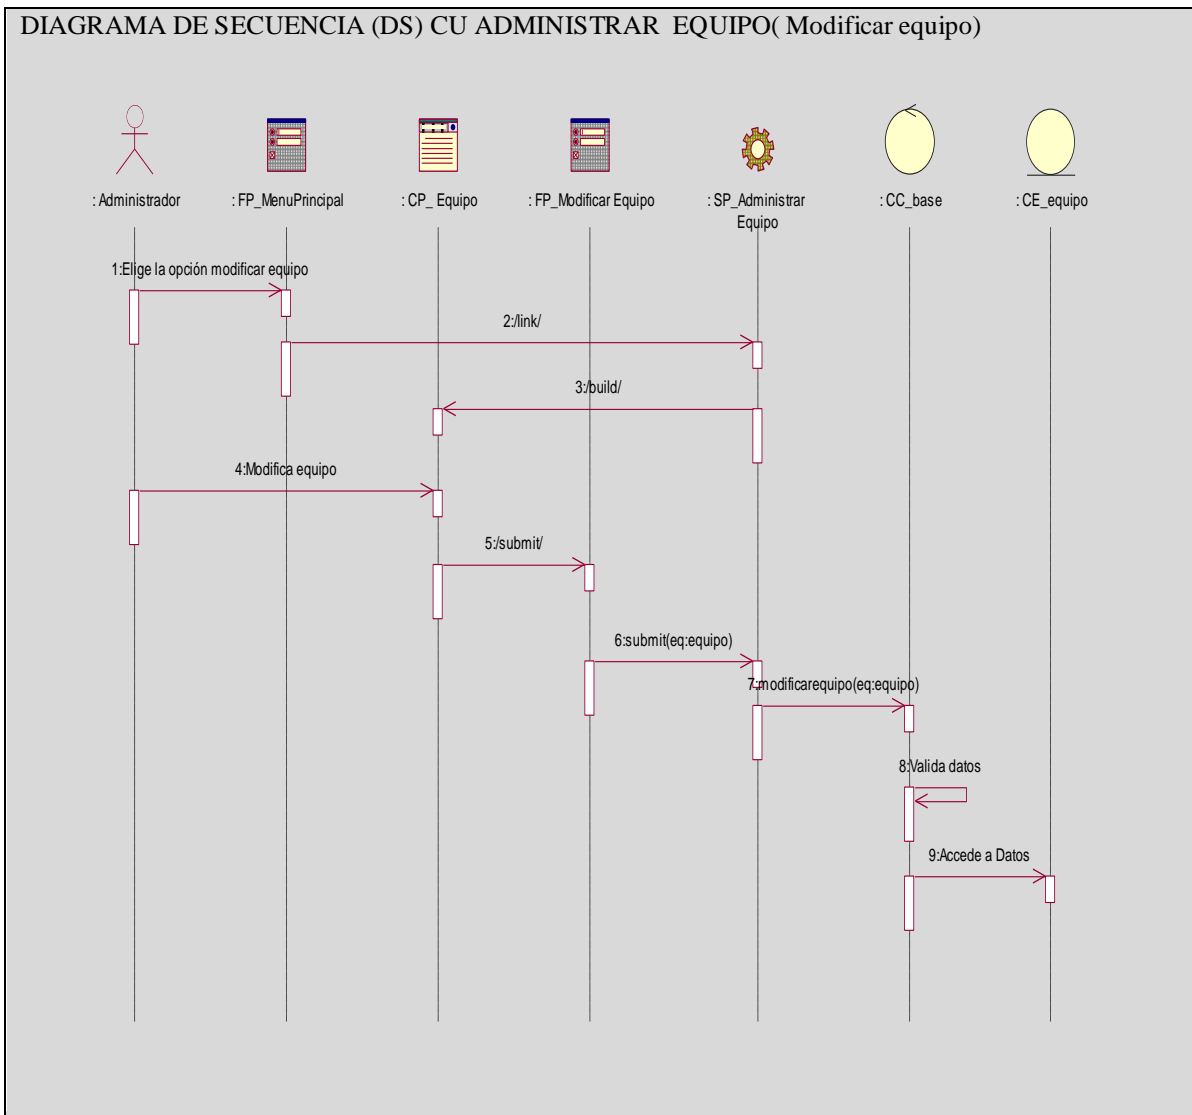 DIAGRAMA DE SECUENCIA (DS) CU ADMINISTRAR EQUIPO( Modificar equipo)
: Administrador
: FP_MenuPrincipal
: CP_ Equipo
: FP_Modificar Equipo
: SP_Administrar
Equipo
: CC_base
: CE_equipo
1:Elige la opción modificar equipo
2:/link/
3:/build/
4:Modifica equipo
5:/submit/
6:submit(eq:equipo)
7:modificarequipo(eq:equipo)
8:Valida datos
9:Accede a Datos